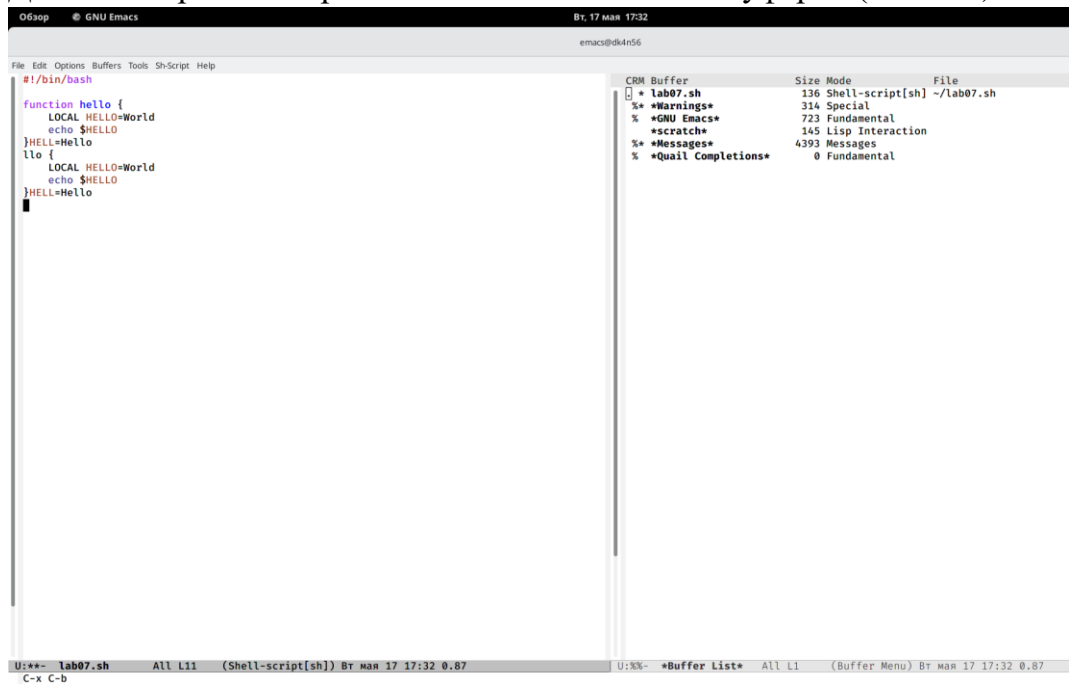 Обзор GNU Emacs Вт, 17 мая 17:32
emacs@dk4n56
File Edit Options Buffers Tools Sh-Script Help
#!/bin/bash
function hello {
LOCAL HELLO=World
echo $HELLO
}HELL=Hello
llo {
LOCAL HELLO=World
echo $HELLO
}HELL=Hello
U:**- lab07.sh All L11 (Shell-script[sh]) Вт мая 17 17:32 0.87
C-x C-b
CRM Buffer Size Mode File
. * lab07.sh 136 Shell-script[sh] ~/lab07.sh
%* *Warnings* 314 Special
% *GNU Emacs* 723 Fundamental
*scratch* 145 Lisp Interaction
%* *Messages* 4393 Messages
% *Quail Completions* 0 Fundamental
U:%%- *Buffer List* All L1 (Buffer Menu) Вт мая 17 17:32 0.87